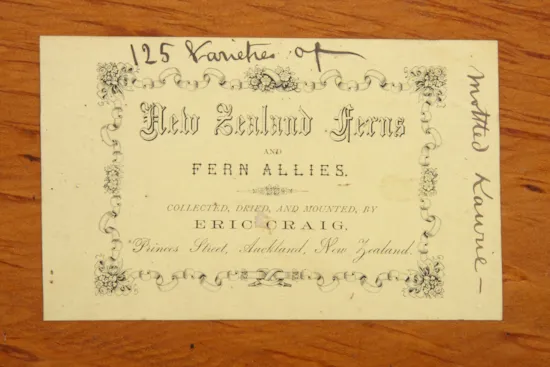 125 Varieties of
New Zealand Ferns
AND
FERN ALLIES.
COLLECTED, DRIED, AND MOUNTED, BY
ERIC CRAIG,
Princes Street, Auckland, New Zealand.
Mottled Kawrie –